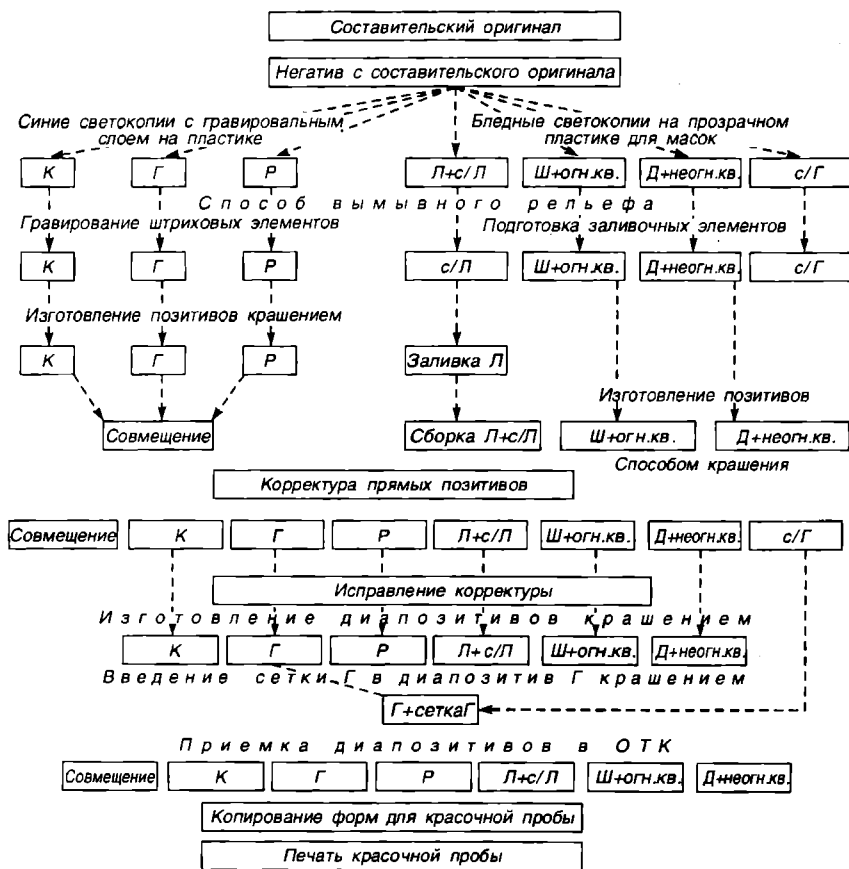 Составительский оригинал
Негатив с составительского оригинала
Синие светокопии с гравировальным
слоем на пластике
Бледные светокопии на прозрачном
пластике для масок
К Г Р Л+с/Л Ш+огн.кв. Д+неогн.кв. с/Г
Способ вымывного рельефа
Гравирование штриховых элементов
Подготовка заливочных элементов
К Г Р с/Л Ш+огн.кв. Д+неогн.кв. с/Г
Изготовление позитивов крашением
К Г Р Заливка Л
Изготовление позитивов
Совмещение Сборка Л+с/Л Ш+огн.кв. Д+неогн.кв.
Способом крашения
Корректура прямых позитивов
Совмещение К Г Р Л+с/Л Ш+огн.кв. Д+неогн.кв. с/Г
Исправление корректуры
Изготовление диапозитивов крашением
К Г Р Л+с/Л Ш+огн.кв. Д+неогн.кв.
Введение сетки Г в диапозитив Г крашением
Г+сеткаГ
Приемка диапозитивов в ОТК
Совмещение К Г Р Л+с/Л Ш+огн.кв. Д+неогн.кв.
Копирование форм для красочной пробы
Печать красочной пробы